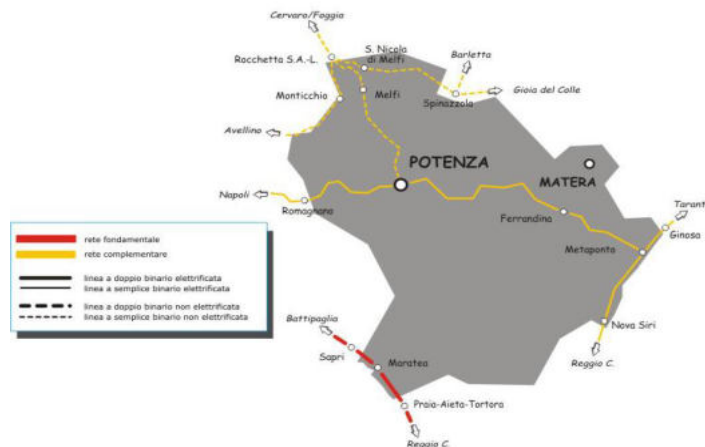 Cervaro/Foggia
S. Nicola
di Melfi
Rocchetta S.A.-L.
Barletta
Melfi
Gioia del Colle
Monticchio
Spinazzola
Avellino
POTENZA
MATERA
Napoli
Romagnano
Ferrandina
Tarant
Ginosa
Metaponto
rete fondamentale
rete complementare
linea a doppio binario elettrificata
linea a semplice binario elettrificata
linea a doppio binario non elettrificata
linea a semplice binario non elettrificata
Battipaglia
Nova Siri
Sapri
Maratea
Reggio C.
Praia-Aieta-Tortora
Reggio C.